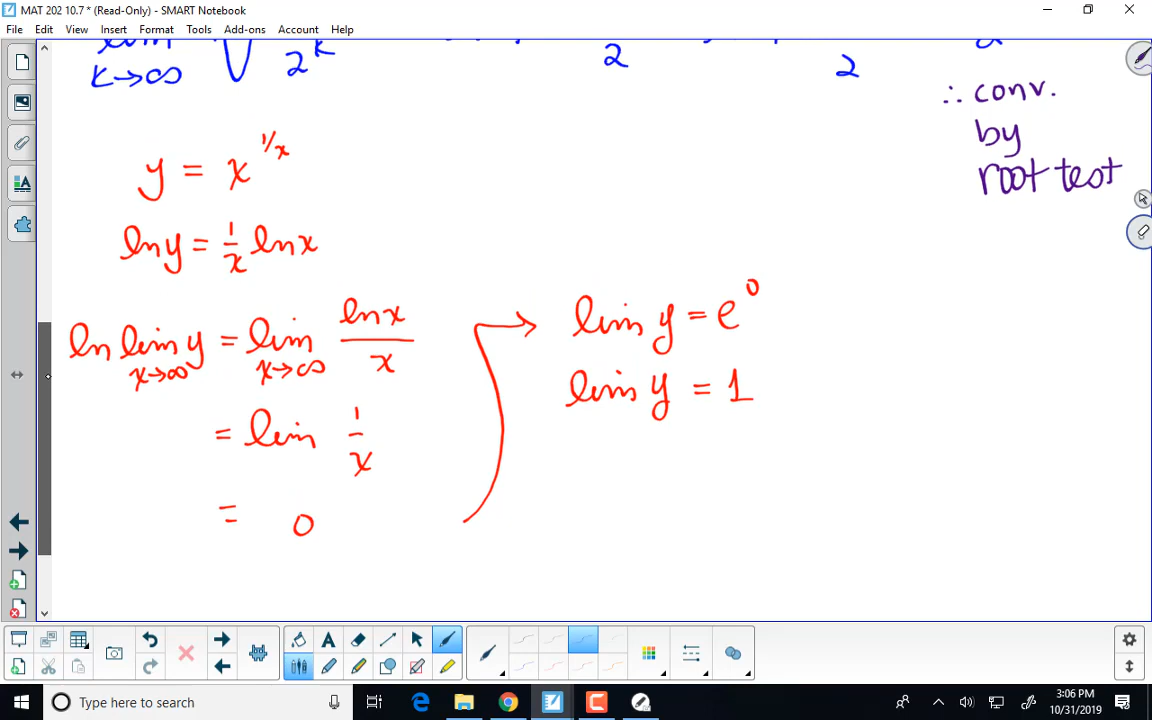 MAT 202 10.7 * (Read-Only) - SMART Notebook
File Edit View Insert Format Tools Add-ons Account Help
lim k→∞ √ 2^k
2
2
∴ conv.
by
root test
y = x^(1/x)
ln y = 1/x ln x
ln lim x→∞ y = lim x→∞ ln x / x
= lim 1/x
= 0
lim y = e^0
lim y = 1
A
Type here to search
3:06 PM
10/31/2019